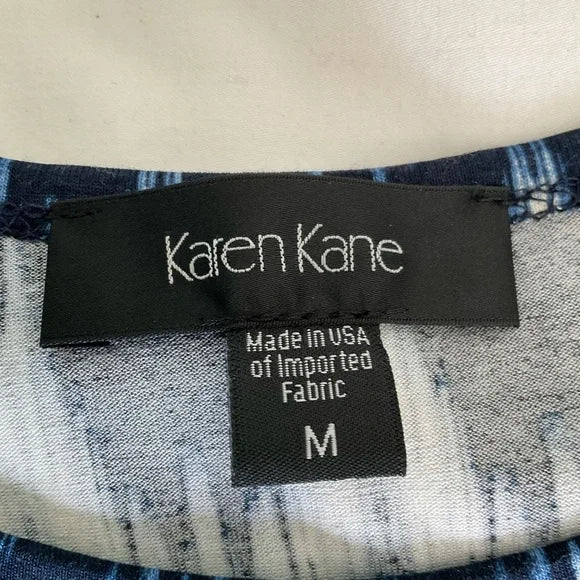 Karen Kane
Made in USA
of Imported
Fabric
M